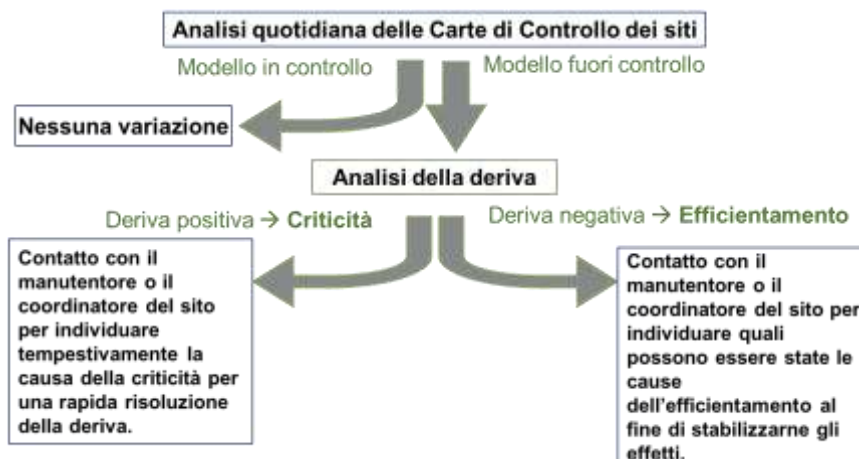 Analisi quotidiana delle Carte di Controllo dei siti
Modello in controllo
Modello fuori controllo
Nessuna variazione
Analisi della deriva
Deriva positiva → Criticità
Deriva negativa → Efficientamento
Contatto con il
manutentore o il
coordinatore del sito
per individuare
tempestivamente la
causa della criticità per
una rapida risoluzione
della deriva.
Contatto con il
manutentore o il
coordinatore del sito per
individuare quali
possono essere state le
cause
dell'efficientamento al
fine di stabilizzarne gli
effetti.